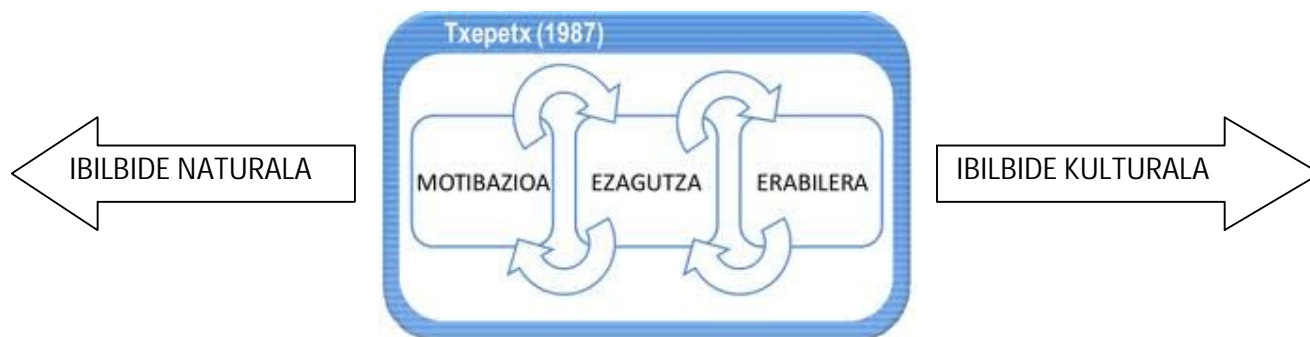 Txepetx (1987)
IBILBIDE NATURALA
MOTIBAZIOA
EZAGUTZA
ERABILERA
IBILBIDE KULTURALA